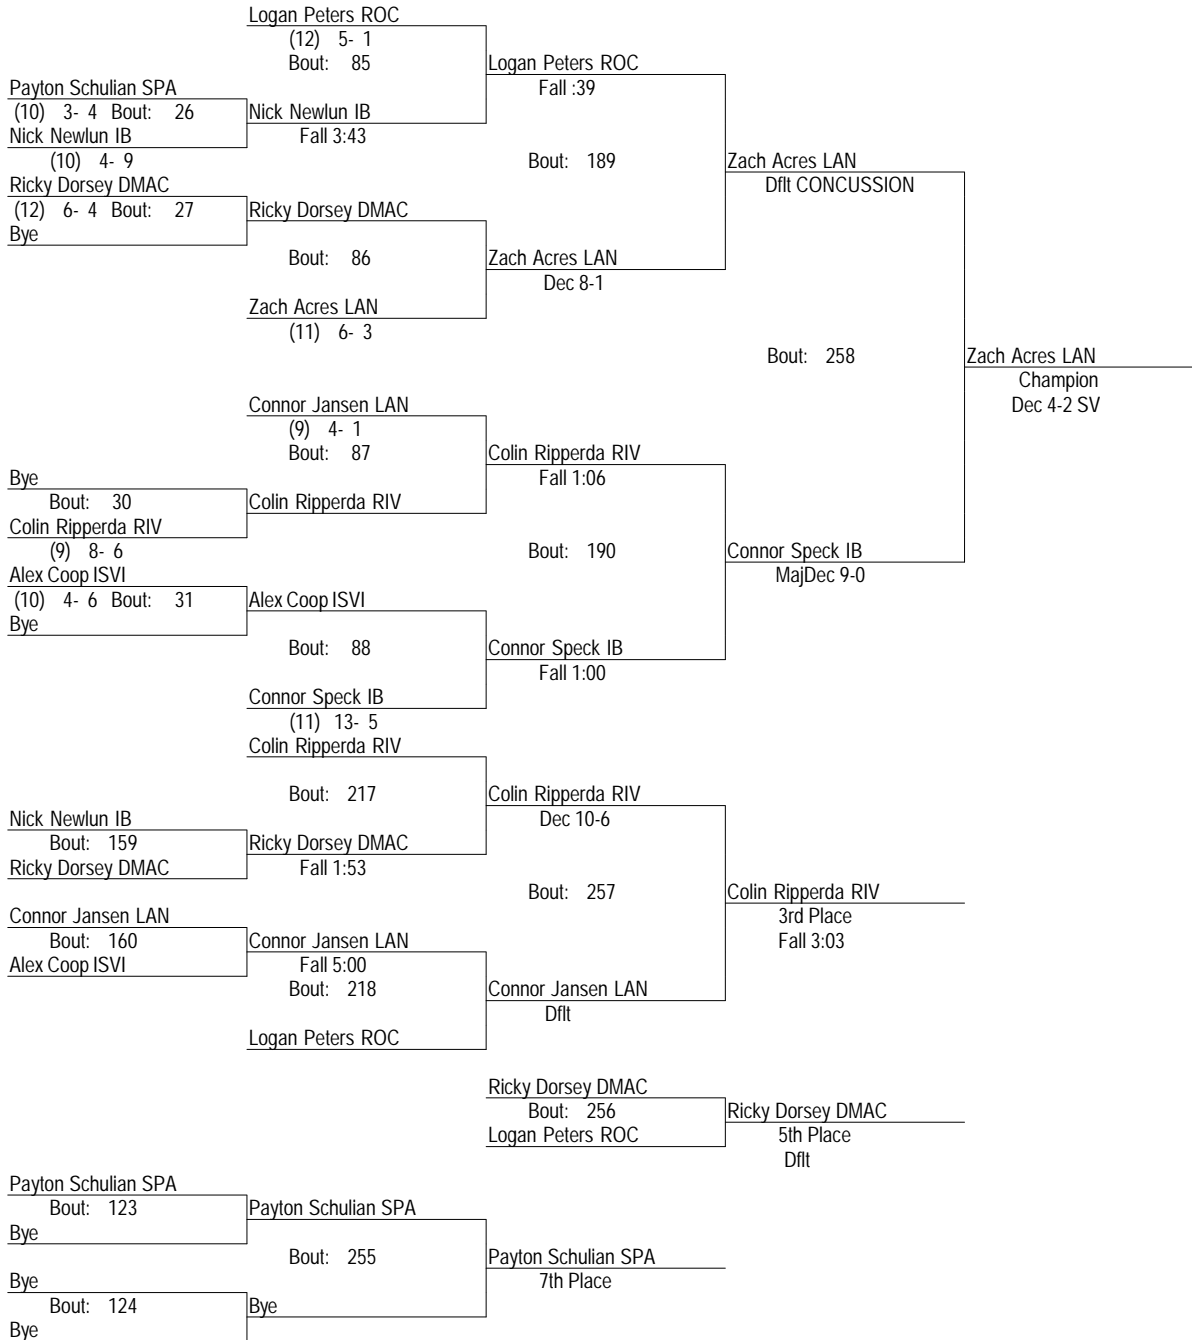 Logan Peters ROC
(12) 5- 1
Bout: 85
Logan Peters ROC
Fall :39
Payton Schulian SPA
(10) 3- 4 Bout: 26
Nick Newlun IB
Nick Newlun IB
Fall 3:43
(10) 4- 9
Bout: 189
Zach Acres LAN
Dflt CONCUSSION
Ricky Dorsey DMAC
(12) 6- 4 Bout: 27
Ricky Dorsey DMAC
Bye
Bout: 86
Zach Acres LAN
Dec 8-1
Zach Acres LAN
(11) 6- 3
Bout: 258
Zach Acres LAN
Champion
Dec 4-2 SV
Connor Jansen LAN
(9) 4- 1
Bout: 87
Colin Ripperda RIV
Fall 1:06
Bye
Bout: 30
Colin Ripperda RIV
Colin Ripperda RIV
(9) 8- 6
Bout: 190
Connor Speck IB
MajDec 9-0
Alex Coop ISVI
(10) 4- 6 Bout: 31
Alex Coop ISVI
Bye
Bout: 88
Connor Speck IB
Fall 1:00
Connor Speck IB
(11) 13- 5
Colin Ripperda RIV
Bout: 217
Colin Ripperda RIV
Dec 10-6
Nick Newlun IB
Bout: 159
Ricky Dorsey DMAC
Ricky Dorsey DMAC
Fall 1:53
Bout: 257
Colin Ripperda RIV
3rd Place
Fall 3:03
Connor Jansen LAN
Bout: 160
Connor Jansen LAN
Alex Coop ISVI
Fall 5:00
Bout: 218
Connor Jansen LAN
Dflt
Logan Peters ROC
Ricky Dorsey DMAC
Bout: 256
Ricky Dorsey DMAC
Logan Peters ROC
5th Place
Dflt
Payton Schulian SPA
Bout: 123
Payton Schulian SPA
Bye
Bout: 255
Payton Schulian SPA
7th Place
Bye
Bout: 124
Bye
Bye